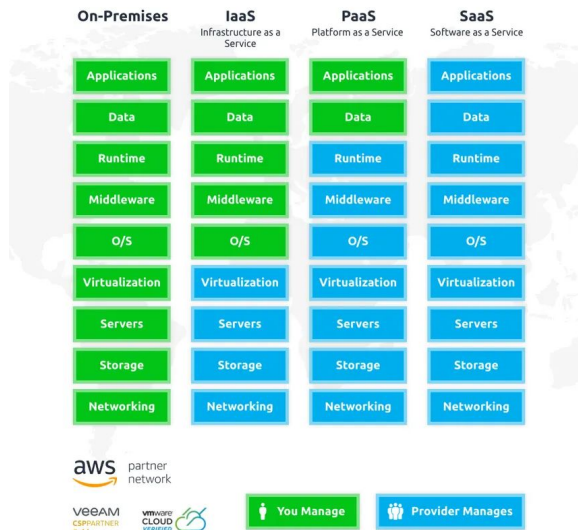 On-Premises
IaaS
Infrastructure as a
Service
PaaS
Platform as a Service
SaaS
Software as a Service
Applications
Applications
Applications
Applications
Data
Data
Data
Data
Runtime
Runtime
Runtime
Runtime
Middleware
Middleware
Middleware
Middleware
O/S
O/S
O/S
O/S
Virtualization
Virtualization
Virtualization
Virtualization
Servers
Servers
Servers
Servers
Storage
Storage
Storage
Storage
Networking
Networking
Networking
Networking
aws
partner
network
veeAM
CSPPARTNER
vmware
CLOUD
VERIFIED
You Manage
Provider Manages